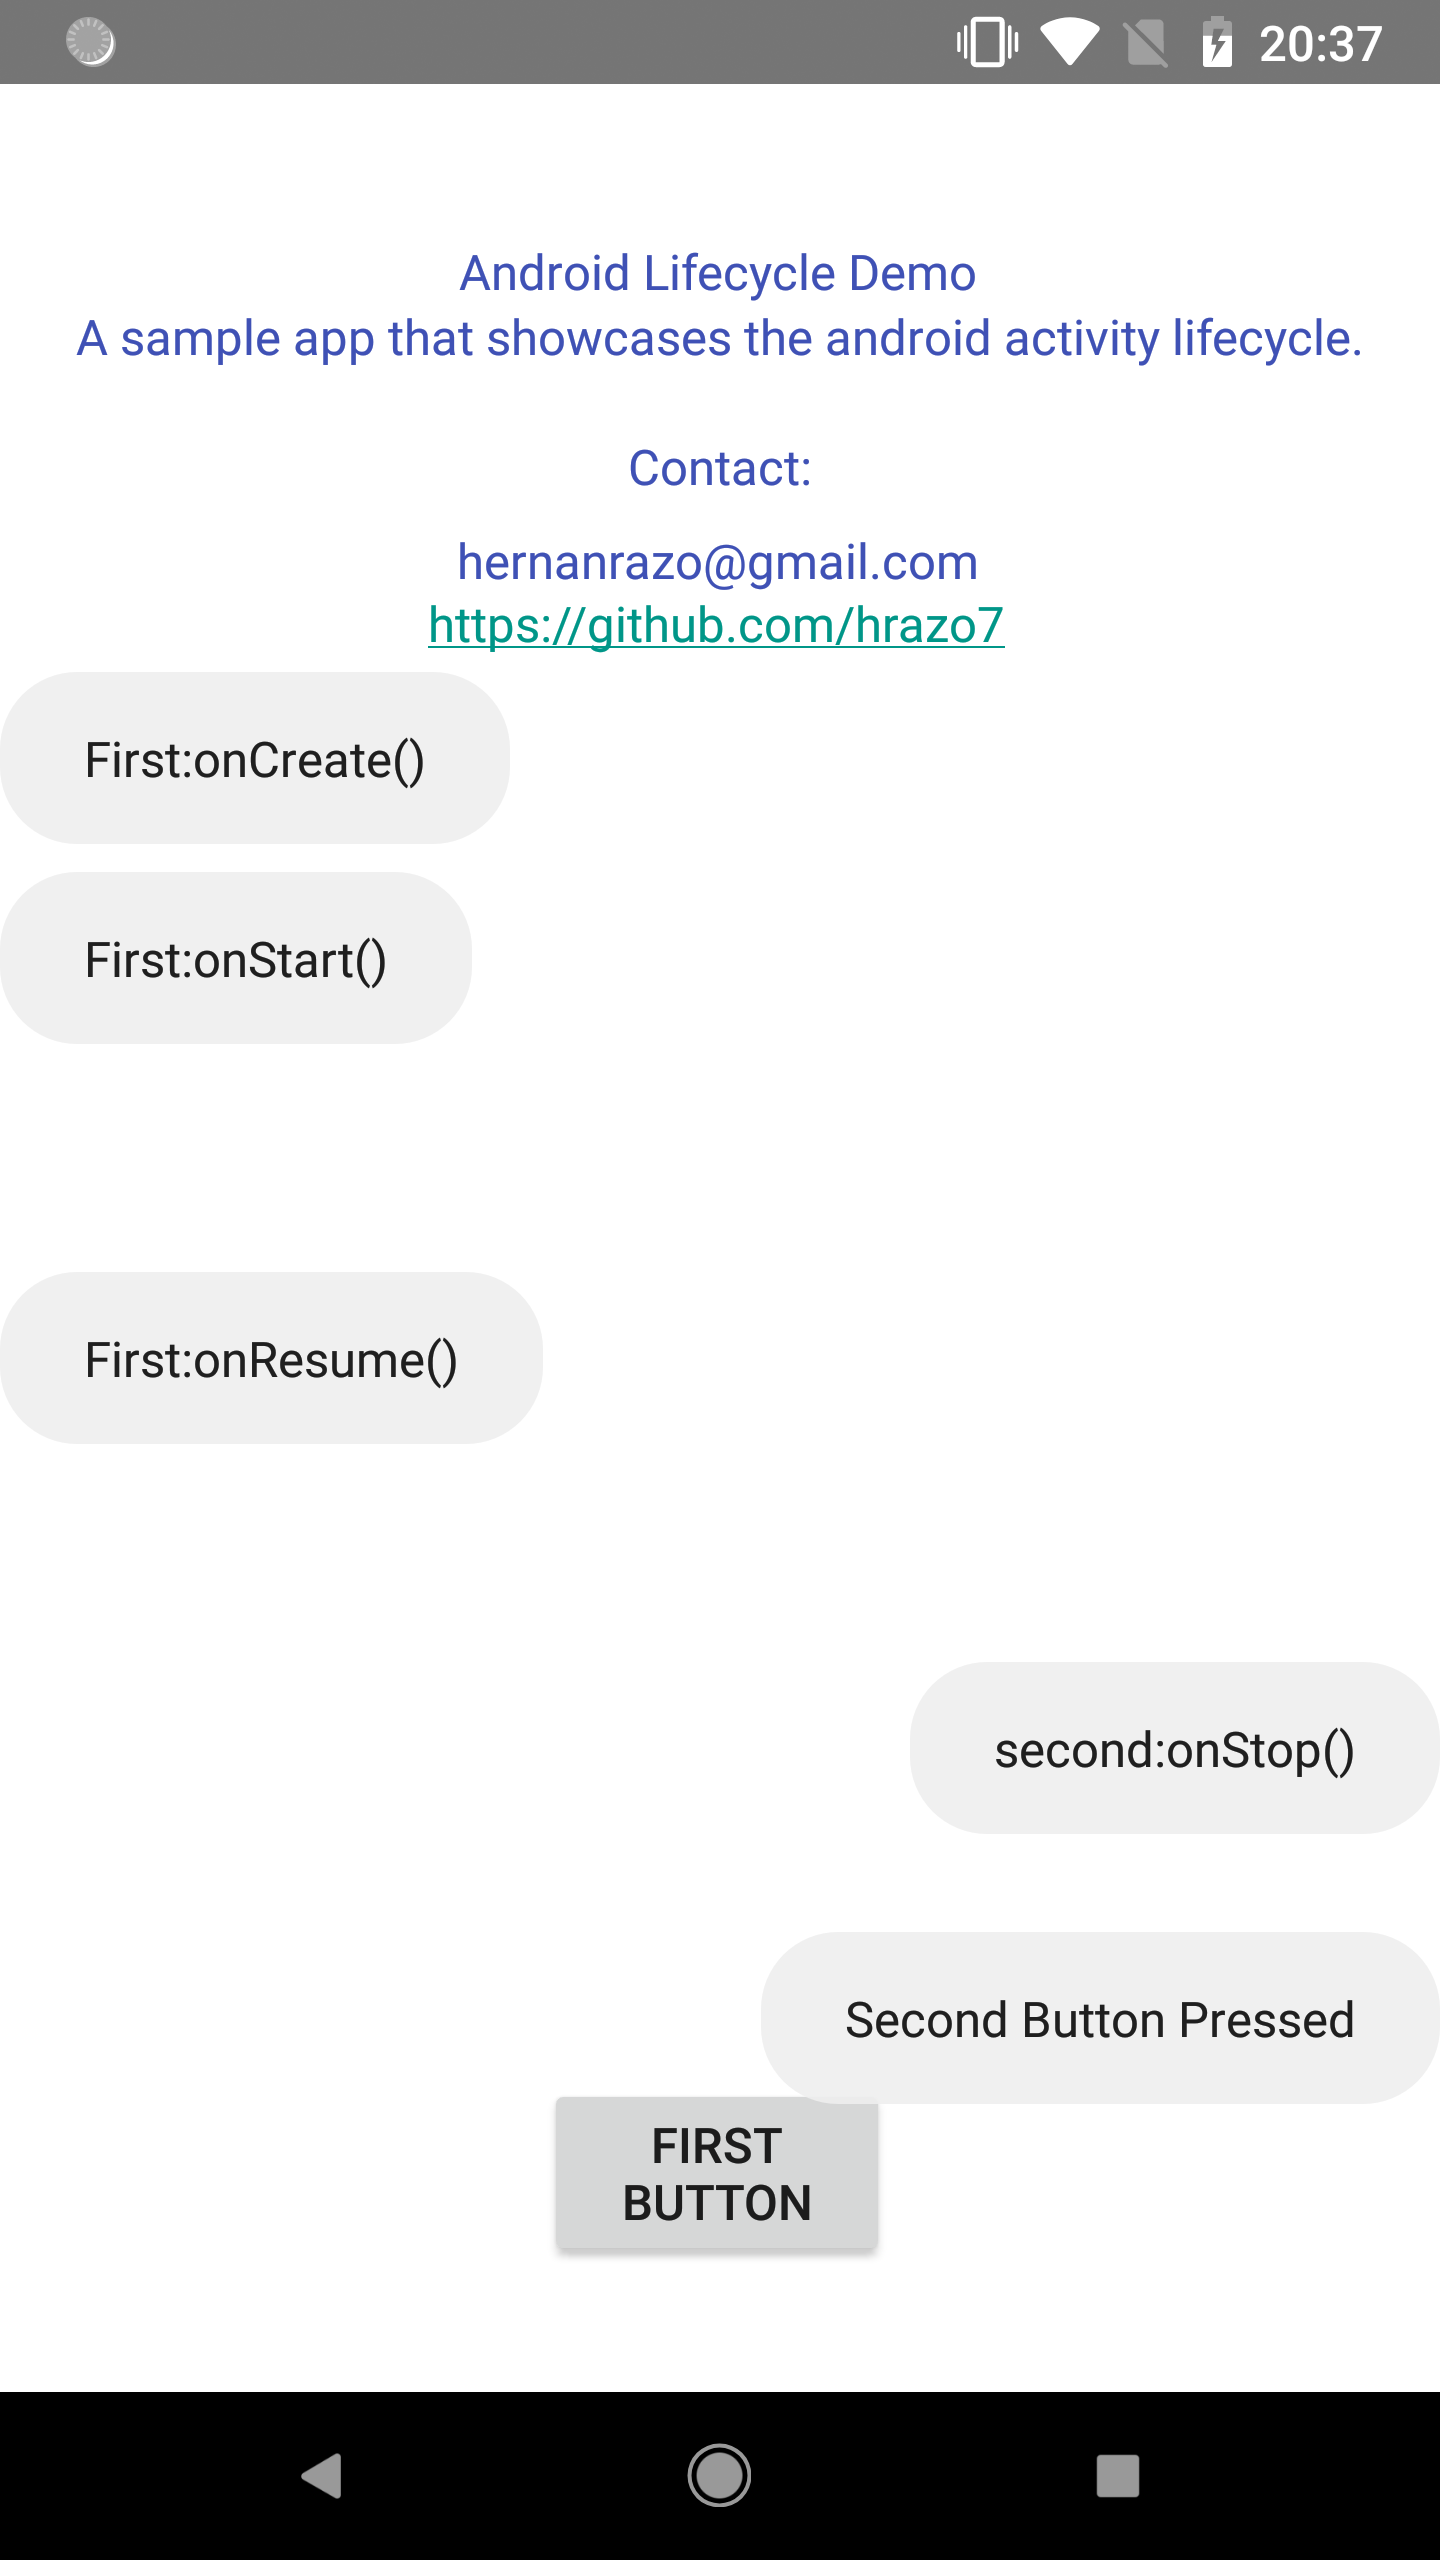 20:37
Android Lifecycle Demo
A sample app that showcases the android activity lifecycle.
Contact:
hernanrazo@gmail.com
https://github.com/hrazo7
First:onCreate()
First:onStart()
First:onResume()
second:onStop()
Second Button Pressed
FIRST
BUTTON